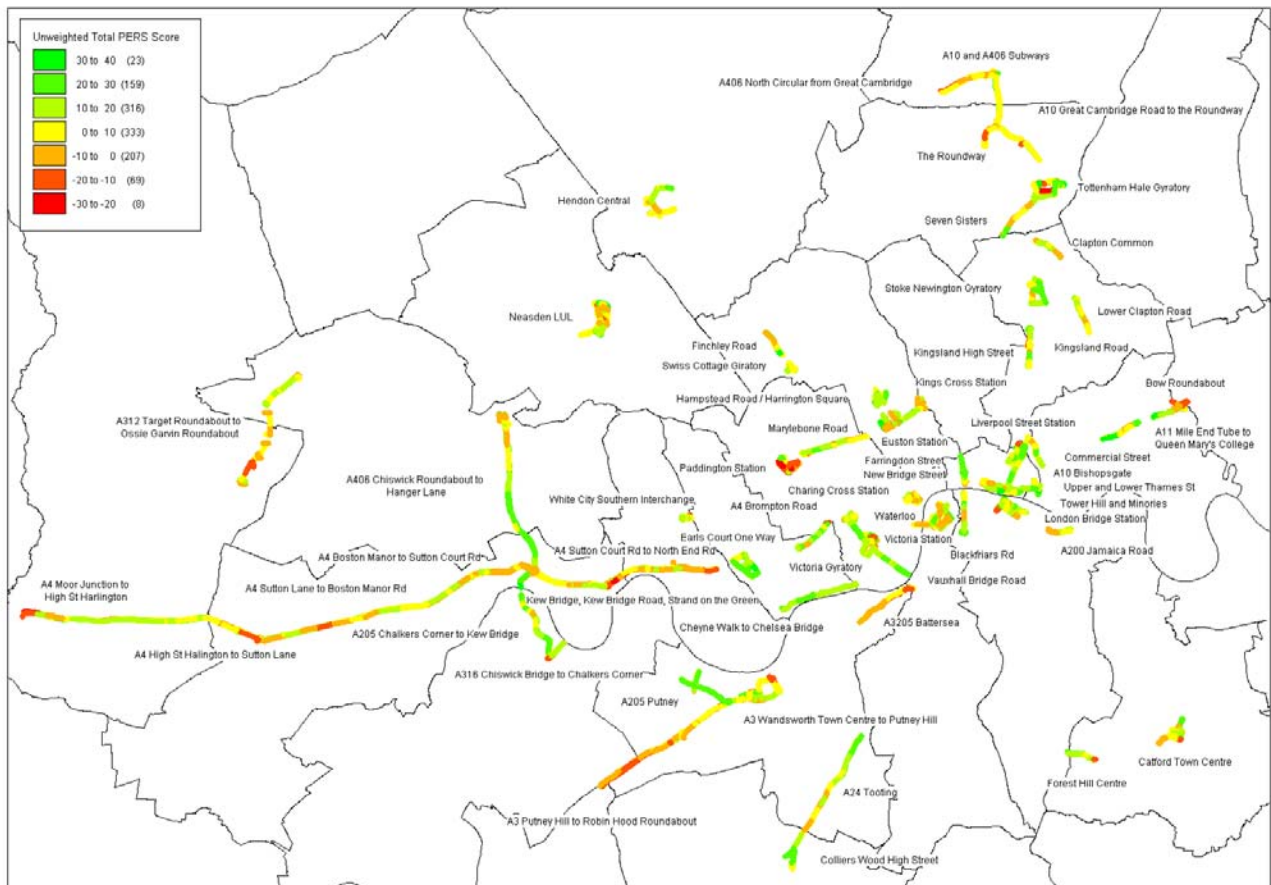 Unweighted Total PERS Score
30 to 40 (23)
20 to 30 (159)
10 to 20 (316)
0 to 10 (333)
-10 to 0 (207)
-20 to -10 (69)
-30 to -20 (8)
A10 and A406 Subways
A406 North Circular from Great Cambridge
A10 Great Cambridge Road to the Roundway
The Roundway
Tottenham Hale Gyratory
Hendon Central
Seven Sisters
Clapton Common
Stoke Newington Gyratory
Neasden LUL
Lower Clapton Road
Finchley Road
Kingsland High Street
Kingsland Road
Swiss Cottage Giratory
Kings Cross Station
Bow Roundabout
Hampstead Road / Harrington Square
A312 Target Roundabout to
Ossie Garvin Roundabout
Marylebone Road
Euston Station
Liverpool Street Station
A11 Mile End Tube to
Queen Mary's College
Commercial Street
Farringdon Street
New Bridge Street
Paddington Station
A10 Bishopsgate
A406 Chiswick Roundabout to
Hanger Lane
Upper and Lower Thames St
Charing Cross Station
White City Southern Interchange
A4 Brompton Road
Tower Hill and Minories
Waterloo
London Bridge Station
Earls Court One Way
Victoria Station
A4 Boston Manor to Sutton Court Rd
A4 Sutton Court Rd to North End Rd
Blackfriars Rd
A200 Jamaica Road
A4 Moor Junction to
High St Harlington
A4 Sutton Lane to Boston Manor Rd
Victoria Gyratory
Vauxhall Bridge Road
Kew Bridge, Kew Bridge Road, Strand on the Green
A205 Chalkers Corner to Kew Bridge
Cheyne Walk to Chelsea Bridge
A3205 Battersea
A4 High St Halington to Sutton Lane
A316 Chiswick Bridge to Chalkers Corner
A205 Putney
A3 Wandsworth Town Centre to Putney Hill
Catford Town Centre
Forest Hill Centre
A24 Tooting
A3 Putney Hill to Robin Hood Roundabout
Colliers Wood High Street